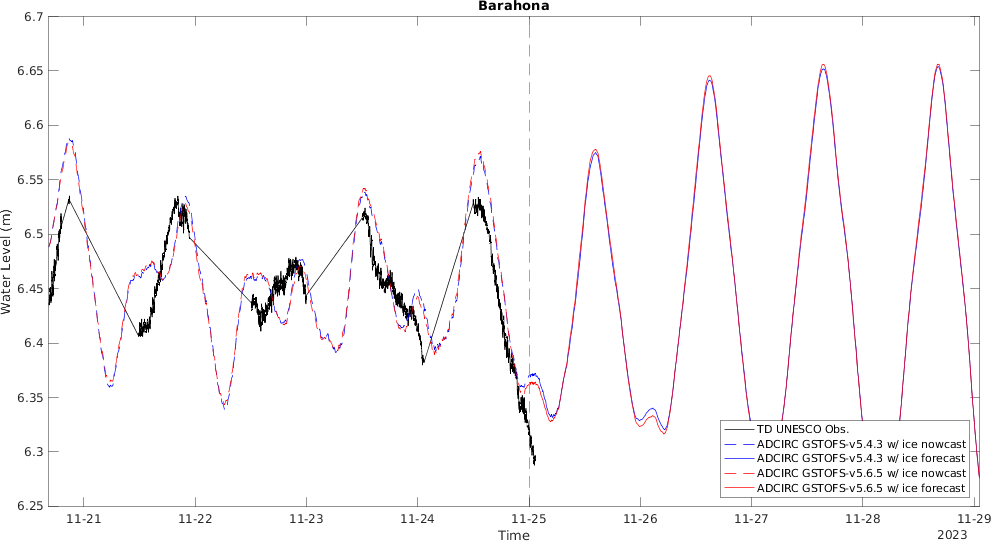 Barahona
6.7
6.65
6.6
6.55
6.5
6.45
6.4
6.35
6.3
6.25
Water Level (m)
TD UNESCO Obs.
ADCIRC GSTOFS-v5.4.3 w/ ice nowcast
ADCIRC GSTOFS-v5.4.3 w/ ice forecast
ADCIRC GSTOFS-v5.6.5 w/ ice nowcast
ADCIRC GSTOFS-v5.6.5 w/ ice forecast
11-21 11-22 11-23 11-24 11-25 11-26 11-27 11-28 11-29
Time
2023